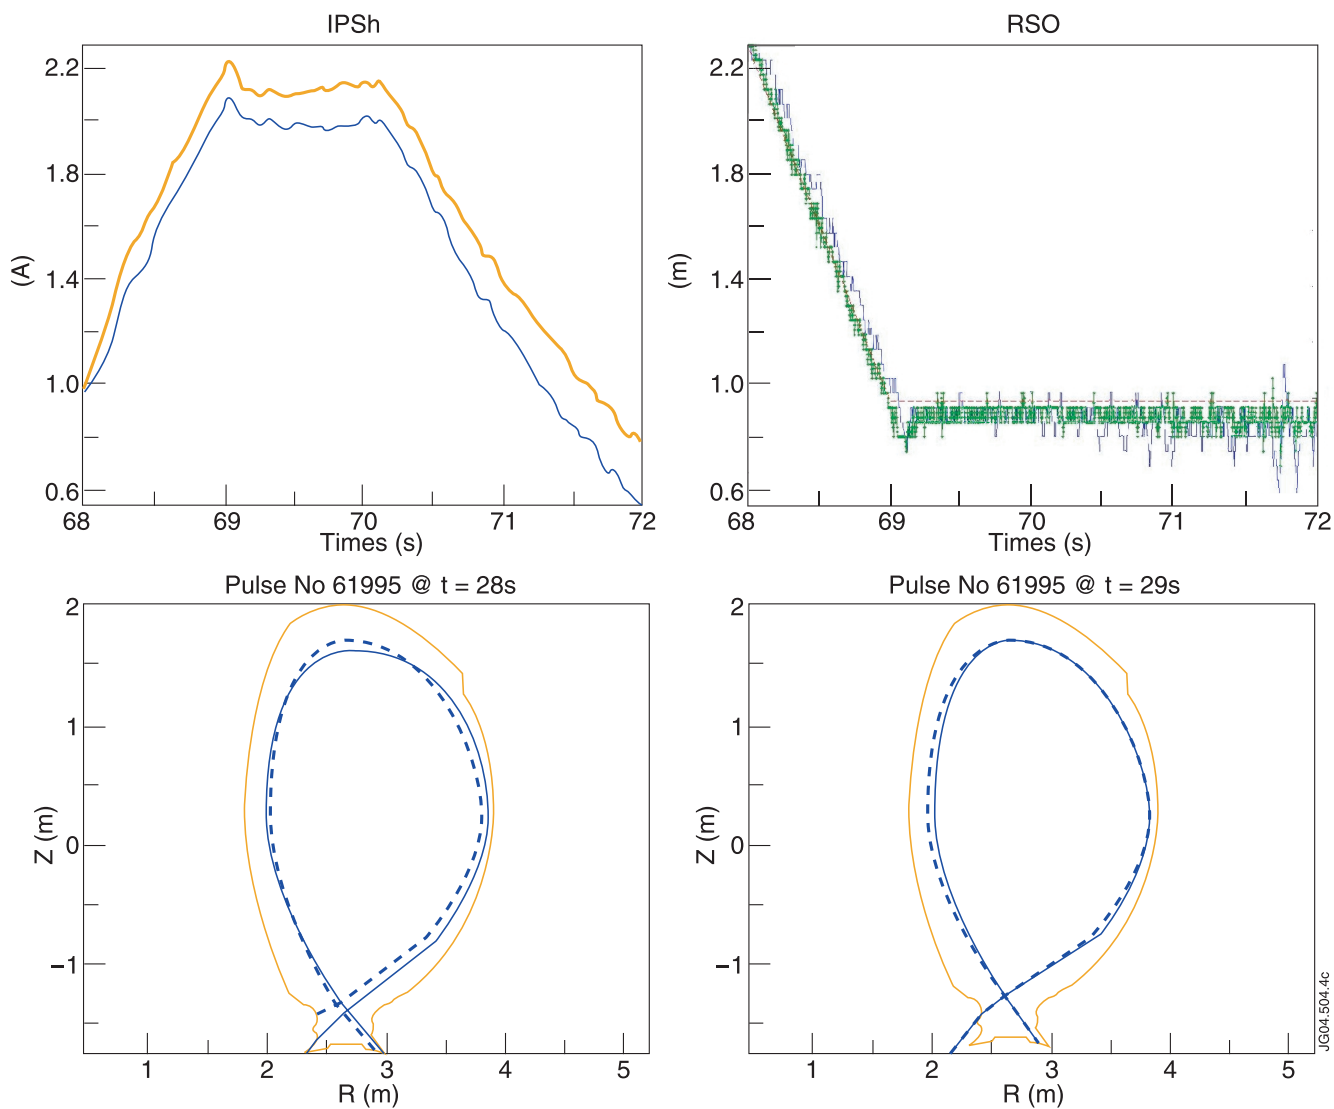 IPSh
2.2
1.8
1.4
1.0
0.6
(A)
68
69
70
71
72
Times (s)
RSO
2.2
1.8
1.4
1.0
0.6
(m)
68
69
70
71
72
Times (s)
Pulse No 61995 @ t = 28s
2
1
0
−1
Z (m)
1
2
3
4
5
R (m)
Pulse No 61995 @ t = 29s
2
1
0
−1
Z (m)
1
2
3
4
5
R (m)
JG04.504.4c